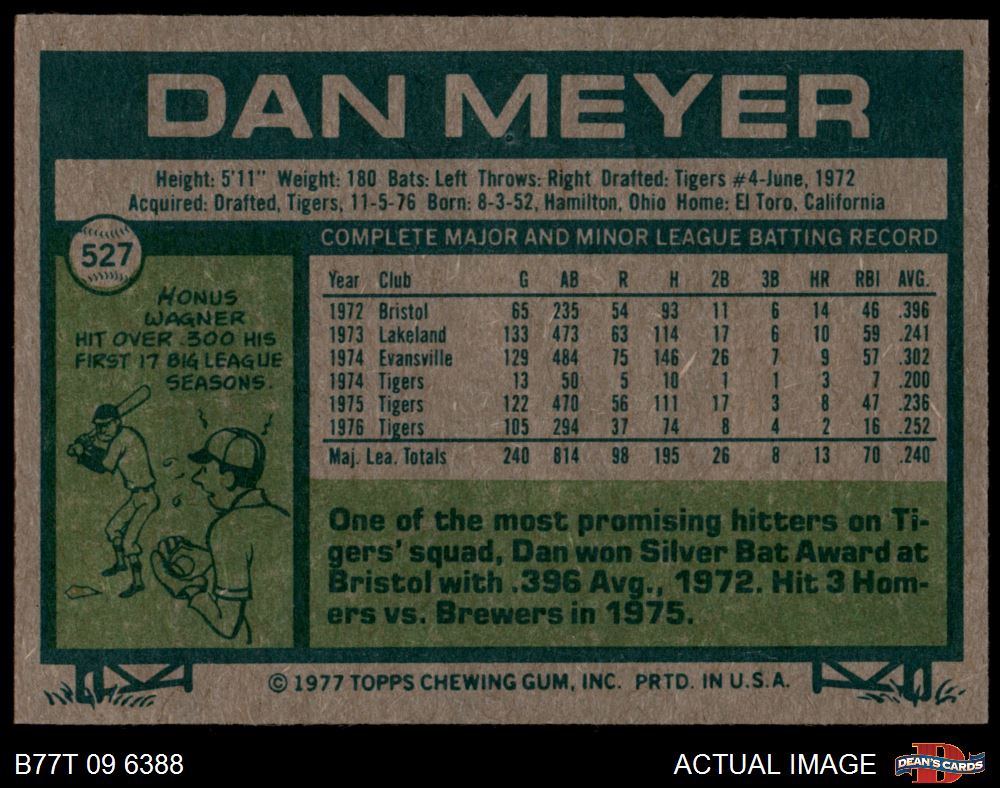 DAN MEYER
Height: 5'11" Weight: 180 Bats: Left Throws: Right Drafted: Tigers #4-June, 1972
Acquired: Drafted, Tigers, 11-5-76 Born: 8-3-52, Hamilton, Ohio Home: El Toro, California
527
HONUS
WAGNER
HIT OVER .300 HIS
FIRST 17 BIG LEAGUE
SEASONS.
COMPLETE MAJOR AND MINOR LEAGUE BATTING RECORD
Year Club G AB R H 2B 3B HR RBI AVG.
1972 Bristol 65 235 54 93 11 6 14 46 .396
1973 Lakeland 133 473 63 114 17 6 10 59 .241
1974 Evansville 129 484 75 146 26 7 9 57 .302
1974 Tigers 13 50 5 10 1 1 3 7 .200
1975 Tigers 122 470 56 111 17 3 8 47 .236
1976 Tigers 105 294 37 74 8 4 2 16 .252
Maj. Lea. Totals 240 814 98 195 26 8 13 70 .240
One of the most promising hitters on Ti-
gers' squad, Dan won Silver Bat Award at
Bristol with .396 Avg., 1972. Hit 3 Hom-
ers vs. Brewers in 1975.
© 1977 TOPPS CHEWING GUM, INC. PRTD. IN U.S.A.
B77T 09 6388
ACTUAL IMAGE
DEAN'S CARDS